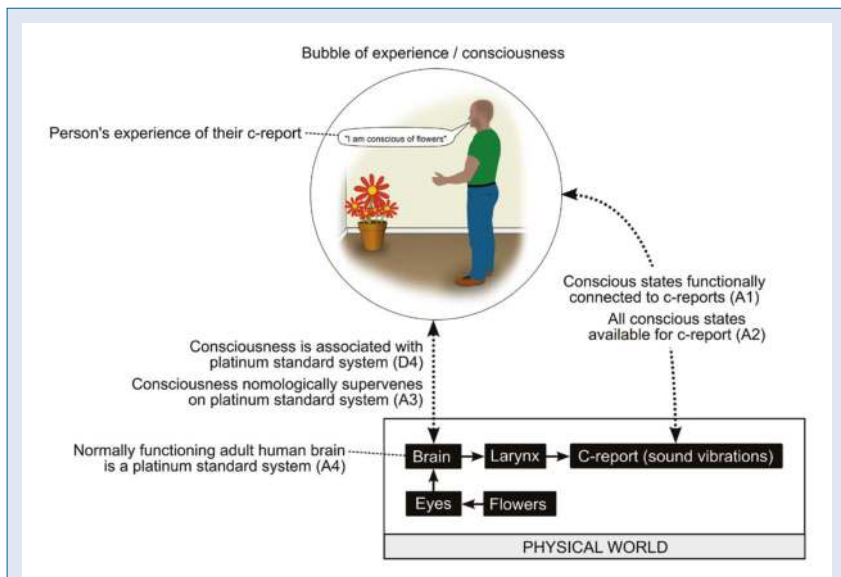 Bubble of experience / consciousness
Person's experience of their c-report
"I am conscious of flowers"
Conscious states functionally
connected to c-reports (A1)
All conscious states
available for c-report (A2)
Consciousness is associated with
platinum standard system (D4)
Consciousness nomologically supervenes
on platinum standard system (A3)
Normally functioning adult human brain
is a platinum standard system (A4)
Brain
Larynx
C-report (sound vibrations)
Eyes
Flowers
PHYSICAL WORLD